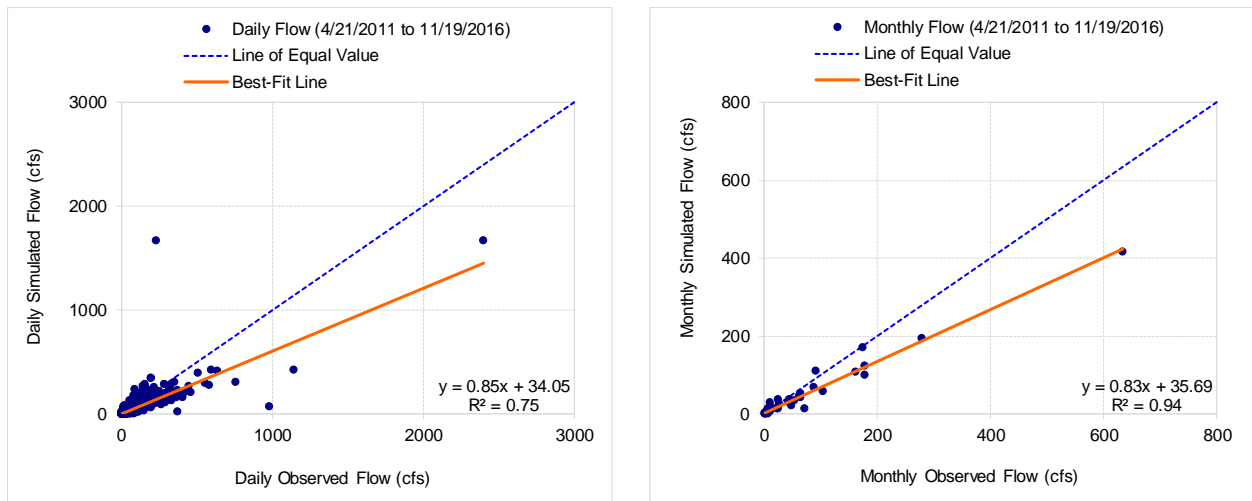 Daily Flow (4/21/2011 to 11/19/2016)
Line of Equal Value
Best-Fit Line
3000
2000
1000
0
0
1000
2000
3000
Daily Simulated Flow (cfs)
Daily Observed Flow (cfs)
y = 0.85x + 34.05
R² = 0.75
Monthly Flow (4/21/2011 to 11/19/2016)
Line of Equal Value
Best-Fit Line
800
600
400
200
0
0
200
400
600
800
Monthly Simulated Flow (cfs)
Monthly Observed Flow (cfs)
y = 0.83x + 35.69
R² = 0.94